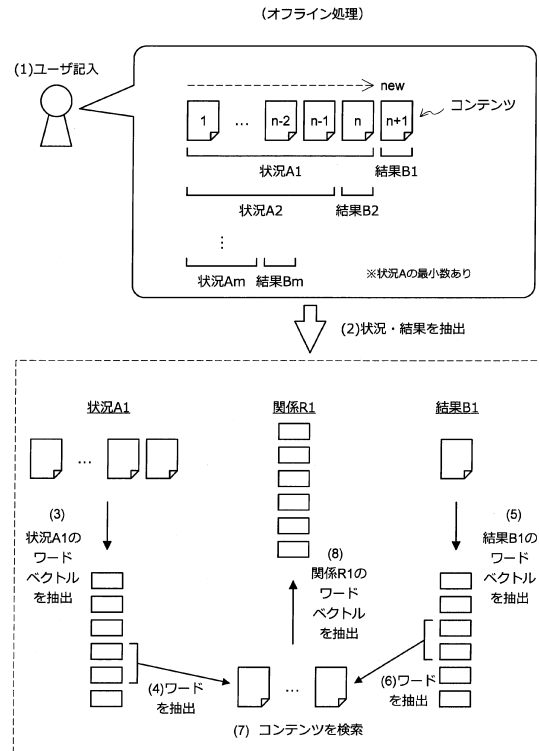 (オフライン処理)
(1)ユーザ記入
new
コンテンツ
1 … n-2 n-1 n n+1
状況A1 結果B1
状況A2 結果B2
⋮
状況Am 結果Bm
※状況Aの最小数あり
(2)状況・結果を抽出
状況A1 関係R1 結果B1
…
(3)
状況A1の
ワード
ベクトル
を抽出
(5)
結果B1の
ワード
ベクトル
を抽出
(8)
関係R1の
ワード
ベクトル
を抽出
(4)ワード
を抽出
…
(6)ワード
を抽出
(7) コンテンツを検索